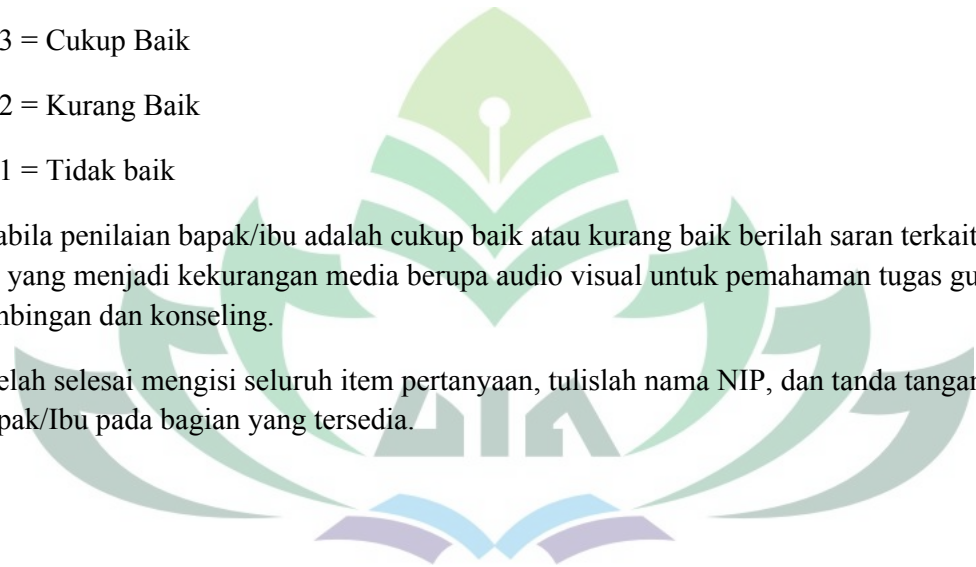 3 = Cukup Baik
2 = Kurang Baik
1 = Tidak baik
abila penilaian bapak/ibu adalah cukup baik atau kurang baik berilah saran terkait
yang menjadi kekurangan media berupa audio visual untuk pemahaman tugas gu
nbingan dan konseling.
elah selesai mengisi seluruh item pertanyaan, tulislah nama NIP, dan tanda tangan
pak/Ibu pada bagian yang tersedia.